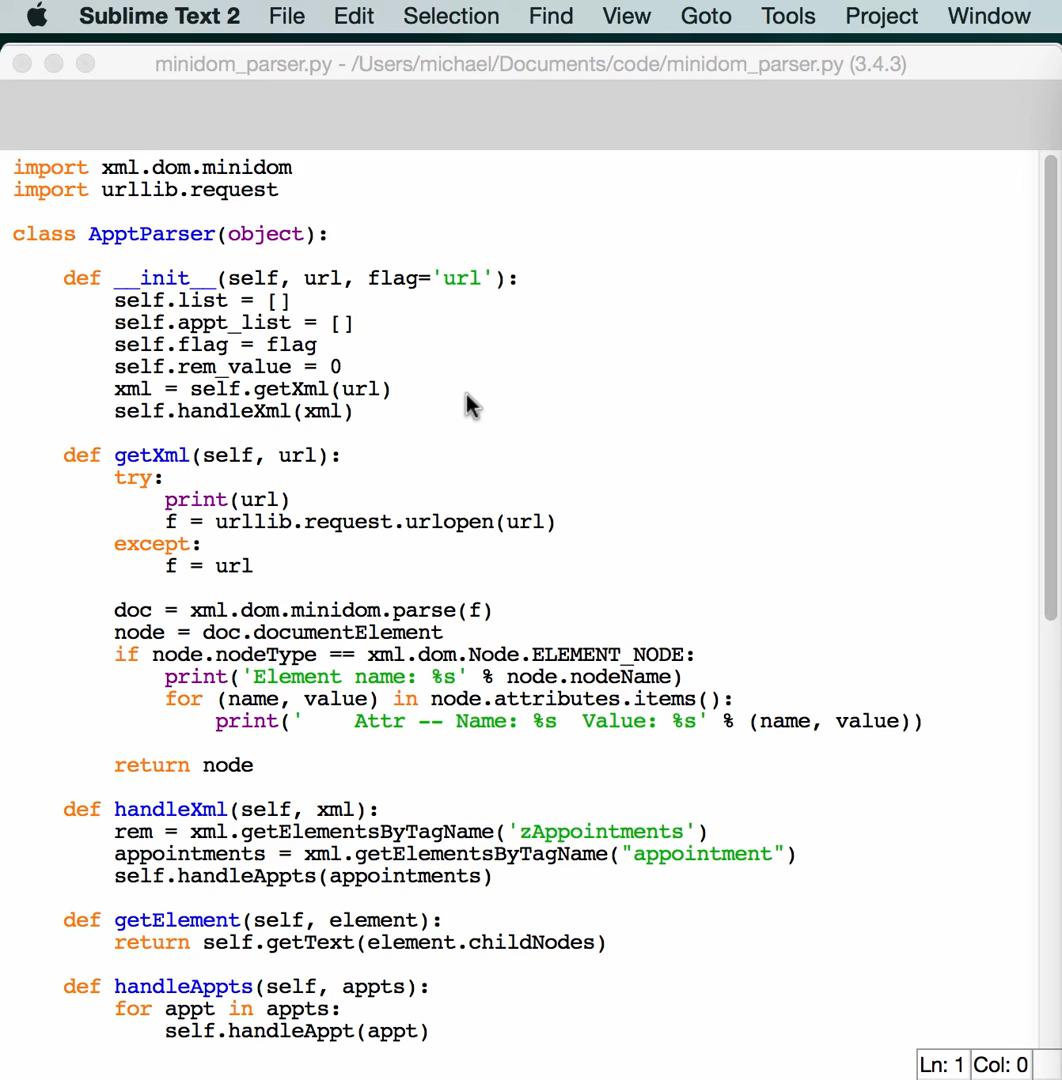 Sublime Text 2 File Edit Selection Find View Goto Tools Project Window
minidom_parser.py - /Users/michael/Documents/code/minidom_parser.py (3.4.3)
import xml.dom.minidom
import urllib.request
class ApptParser(object):
def __init__(self, url, flag='url'):
self.list = []
self.appt_list = []
self.flag = flag
self.rem_value = 0
xml = self.getXml(url)
self.handleXml(xml)
def getXml(self, url):
try:
print(url)
f = urllib.request.urlopen(url)
except:
f = url
doc = xml.dom.minidom.parse(f)
node = doc.documentElement
if node.nodeType == xml.dom.Node.ELEMENT_NODE:
print('Element name: %s' % node.nodeName)
for (name, value) in node.attributes.items():
print('    Attr -- Name: %s  Value: %s' % (name, value))
return node
def handleXml(self, xml):
rem = xml.getElementsByTagName('zAppointments')
appointments = xml.getElementsByTagName("appointment")
self.handleAppts(appointments)
def getElement(self, element):
return self.getText(element.childNodes)
def handleAppts(self, appts):
for appt in appts:
self.handleAppt(appt)
Ln: 1 Col: 0